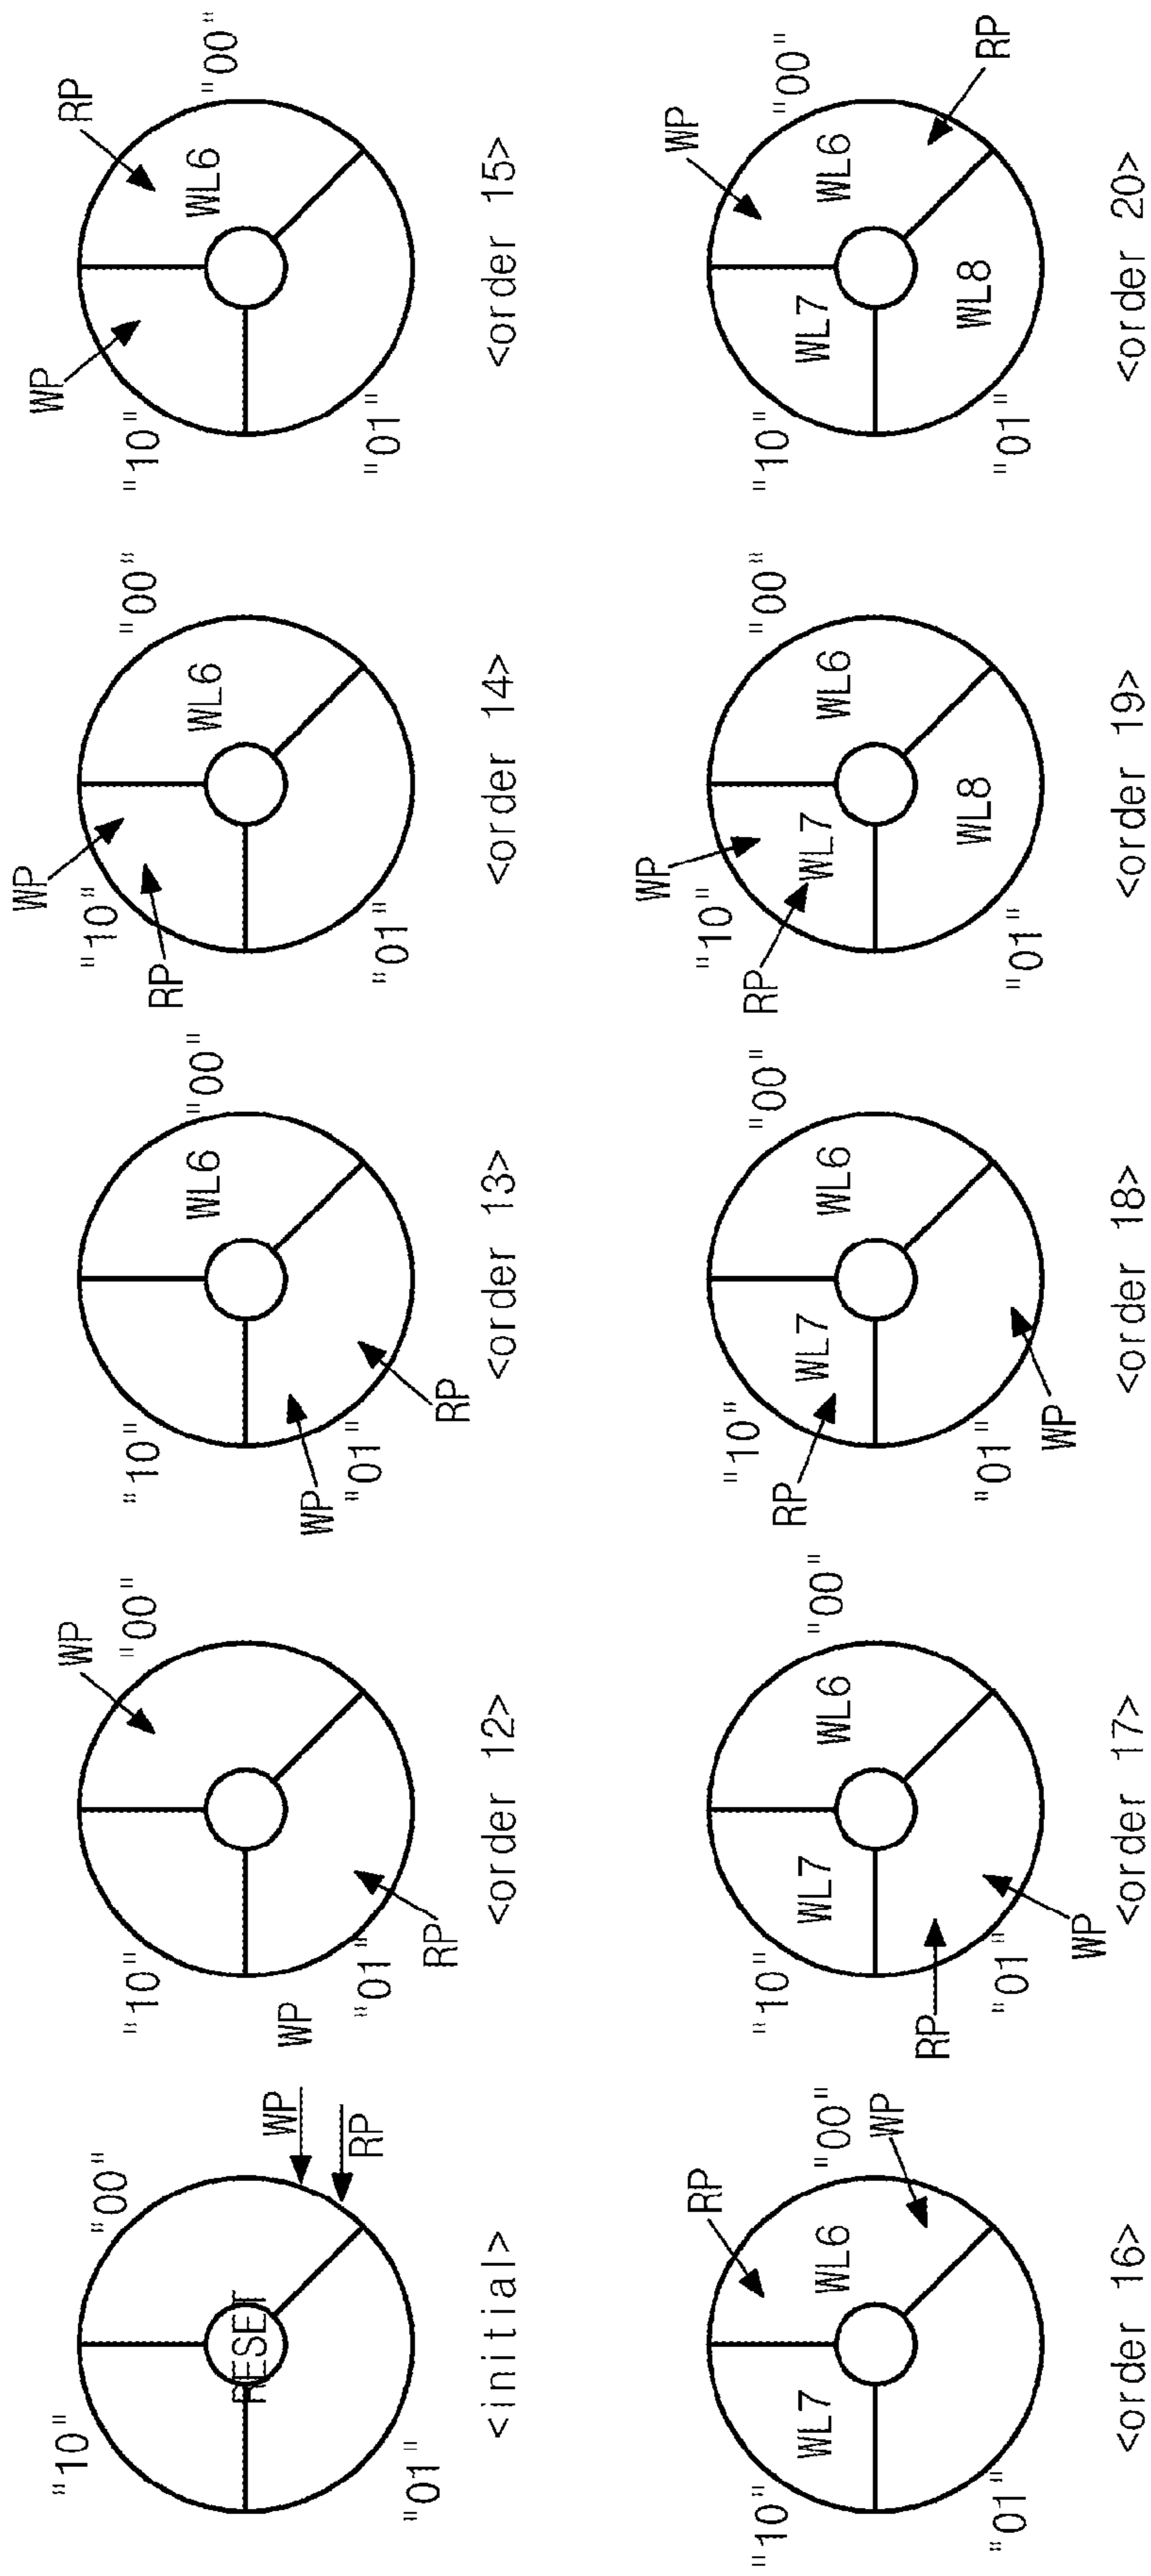 "00"
"10"
"01"
RESET
WP
RP
<initial>
WP
"00"
"10"
"01"
WP
RP
<order 12>
"00"
"10"
WL6
"01"
WP
RP
<order 13>
WP
"10"
"00"
RP
WL6
"01"
<order 14>
WP
RP
"10"
"00"
WL6
"01"
<order 15>
RP
"10"
"00"
WL7
WL6
WP
"01"
<order 16>
"10"
"00"
WL7
WL6
RP
"01"
WP
<order 17>
"10"
"00"
RP
WL7
WL6
"01"
WP
<order 18>
WP
"10"
"00"
RP
WL7
WL6
WL8
"01"
<order 19>
WP
"10"
"00"
WL7
WL6
RP
WL8
"01"
<order 20>